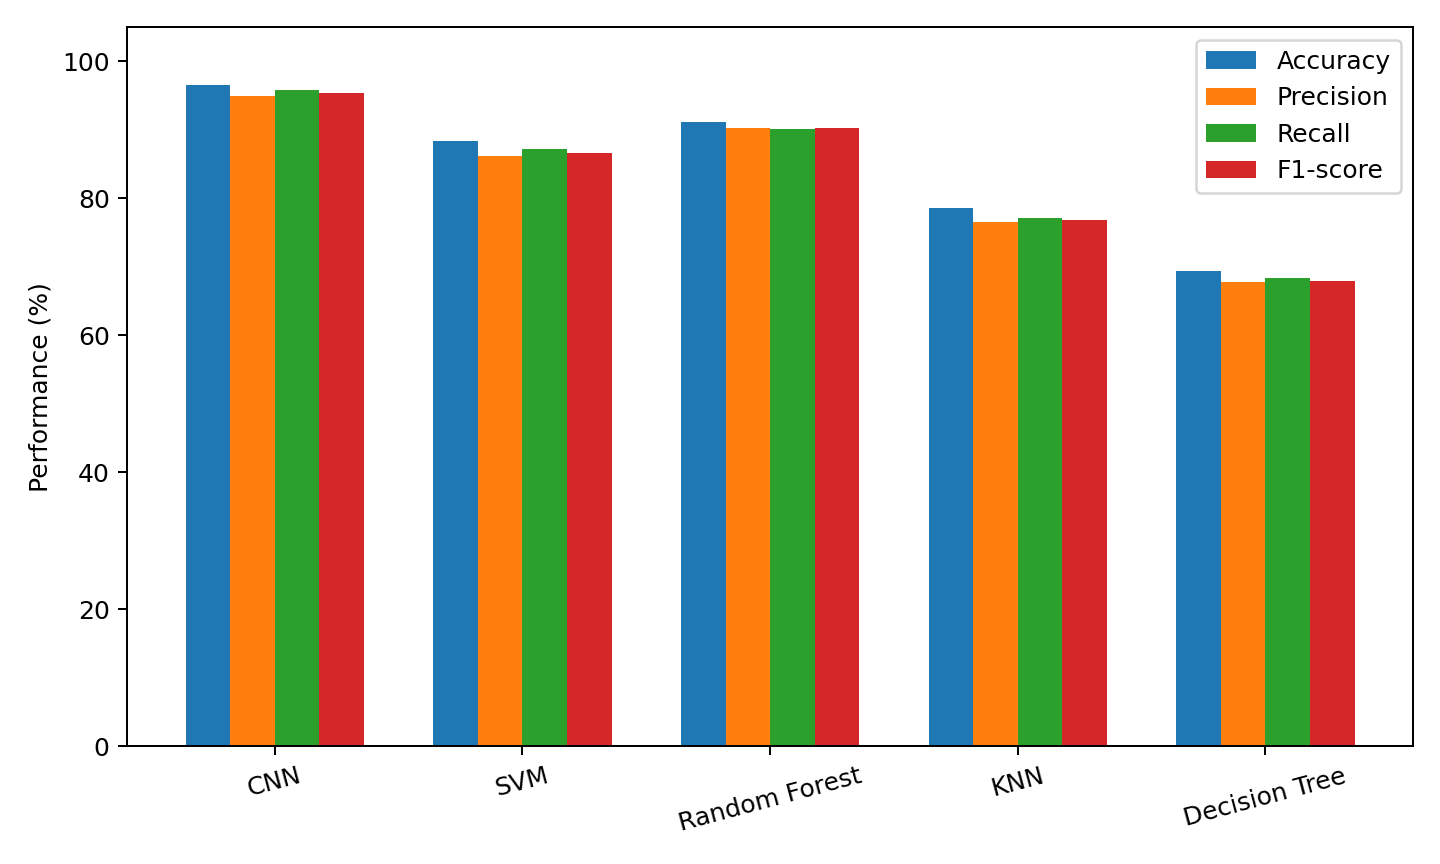 100
80
60
40
20
0
Performance (%)
Accuracy
Precision
Recall
F1-score
CNN
SVM
Random Forest
KNN
Decision Tree